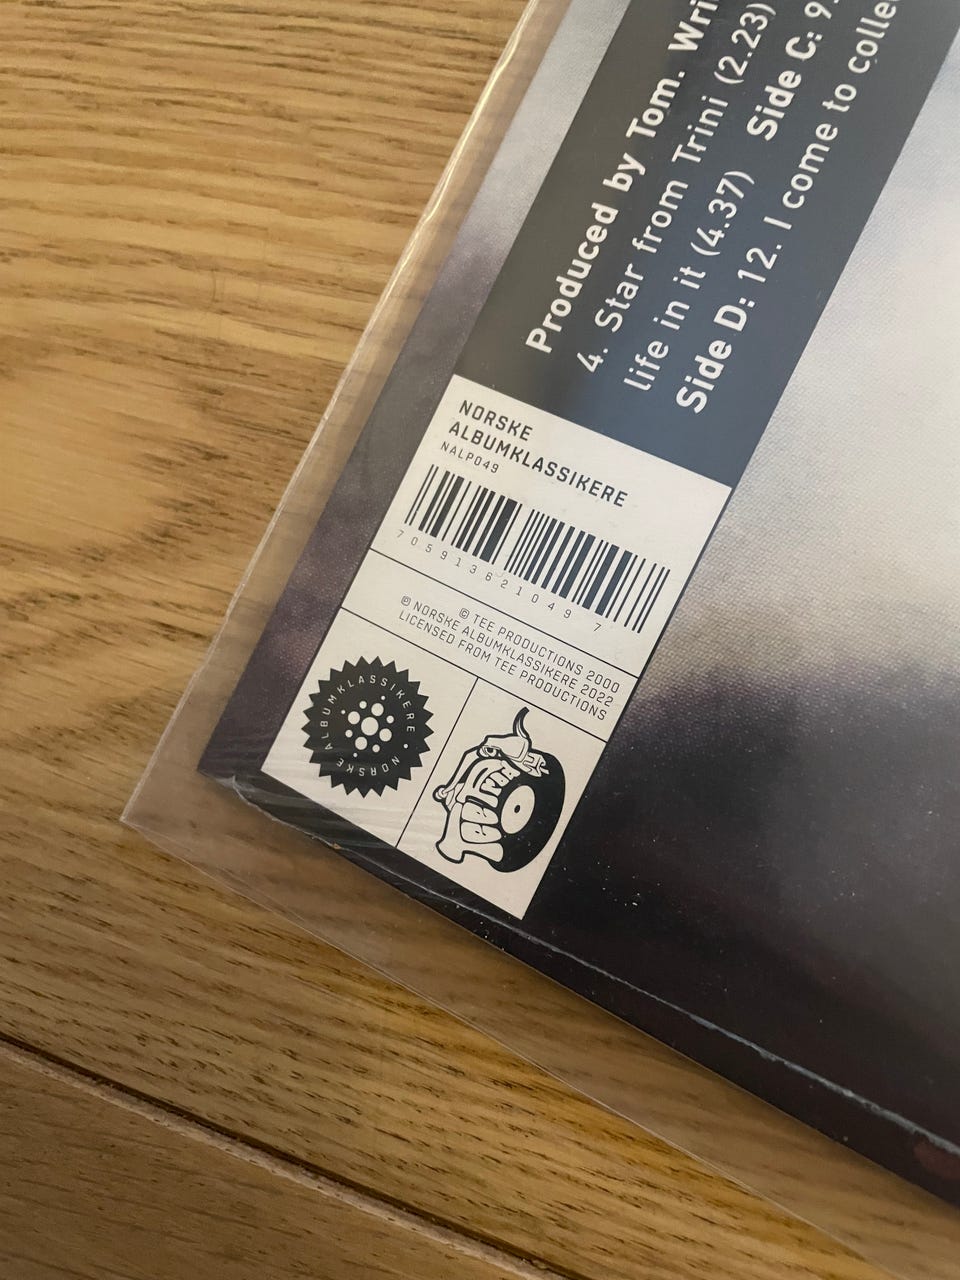 Produced by Tom. Wri
4. Star from Trini (2.23)
life in it (4.37) Side C: 9.
Side D: 12. I come to collec
NORSKE
ALBUMKLASSIKERE
NALP049
7 059136 210497
© TEE PRODUCTIONS 2000
℗ NORSKE ALBUMKLASSIKERE 2022
LICENSED FROM TEE PRODUCTIONS
NORSKE ALBUMKLASSIKERE •